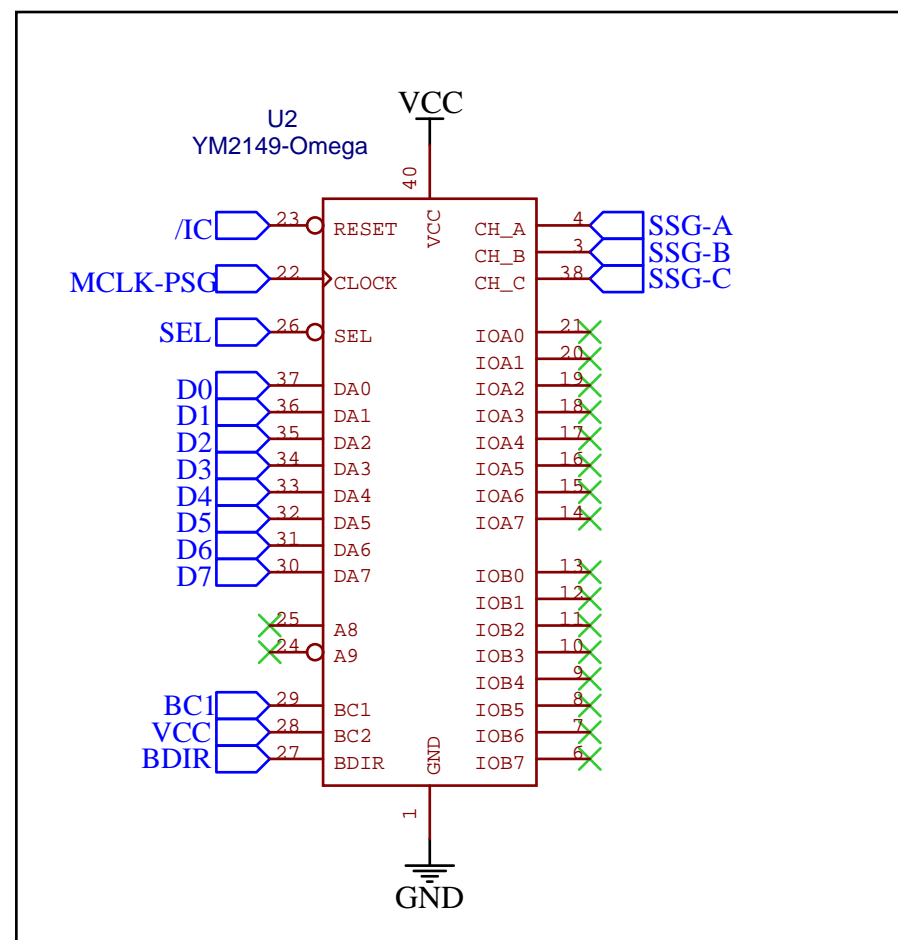 VCC
U2
YM2149-Omega
40
VCC
/IC 23 RESET CH_A 4 SSG-A
CH_B 3 SSG-B
MCLK-PSG 22 CLOCK CH_C 38 SSG-C
SEL 26 SEL IOA0 21
IOA1 20
D0 37 DA0 IOA2 19
D1 36 DA1 IOA3 18
D2 35 DA2 IOA4 17
D3 34 DA3 IOA5 16
D4 33 DA4 IOA6 15
D5 32 DA5 IOA7 14
D6 31 DA6
D7 30 DA7 IOB0 13
IOB1 12
25 A8 IOB2 11
24 A9 IOB3 10
IOB4 9
BC1 29 BC1 IOB5 8
VCC 28 BC2 IOB6 7
BDIR 27 BDIR IOB7 6
GND
1
GND